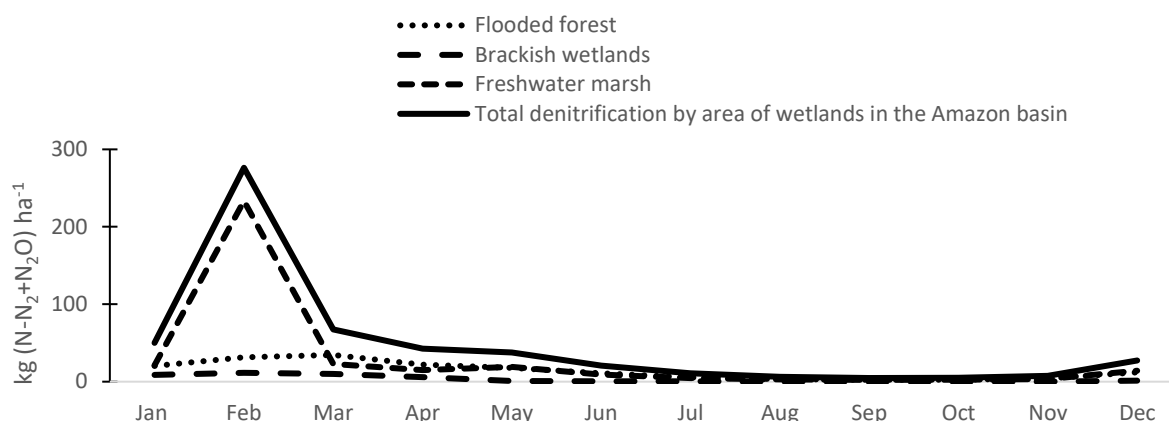 Flooded forest
Brackish wetlands
Freshwater marsh
Total denitrification by area of wetlands in the Amazon basin
kg (N-N₂+N₂O) ha⁻¹
300
200
100
0
Jan Feb Mar Apr May Jun Jul Aug Sep Oct Nov Dec